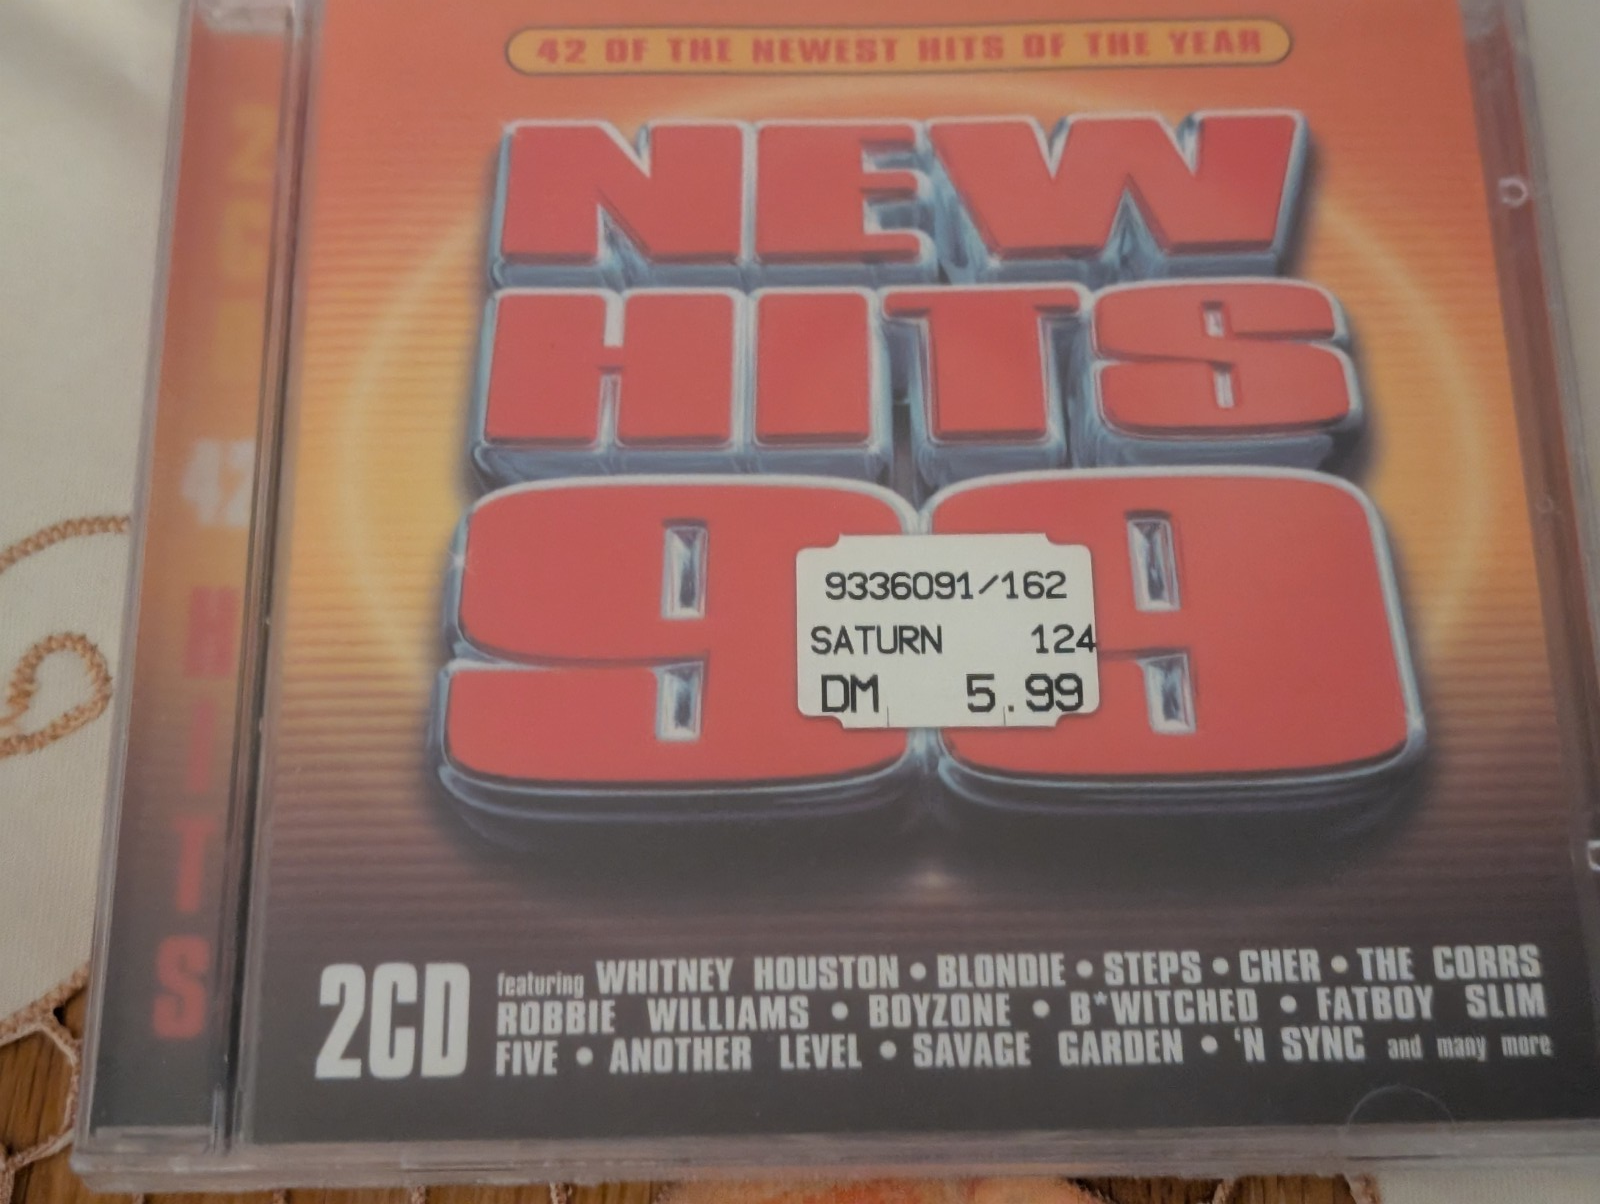 42 OF THE NEWEST HITS OF THE YEAR
NEW
HITS
99
9336091/162
SATURN 124
DM 5.99
2CD
featuring WHITNEY HOUSTON • BLONDIE • STEPS • CHER • THE CORRS
ROBBIE WILLIAMS • BOYZONE • B*WITCHED • FATBOY SLIM
FIVE • ANOTHER LEVEL • SAVAGE GARDEN • 'N SYNC and many more
2CD 42 HITS